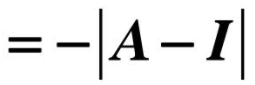 = −|A − I|